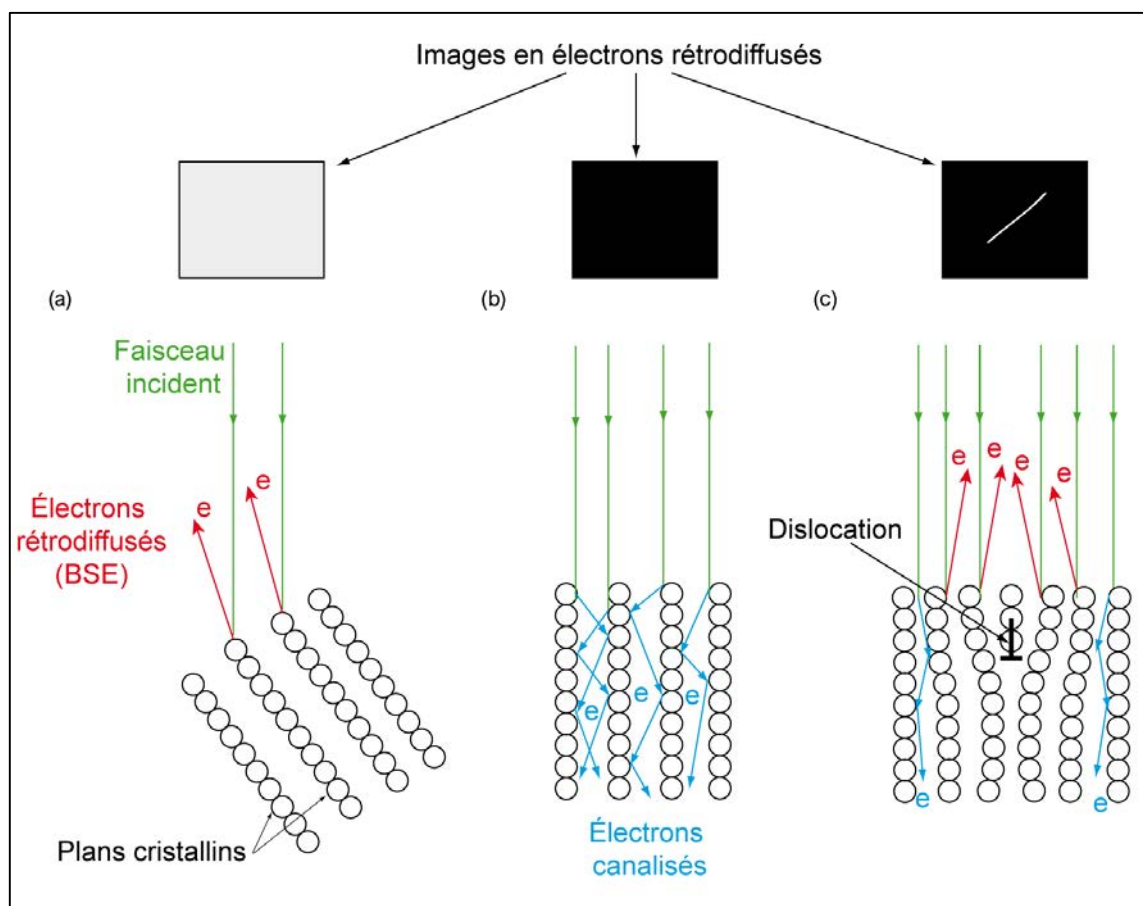 Images en électrons rétrodiffusés
(a)
(b)
(c)
Faisceau
incident
e
e
Électrons
rétrodiffusés
(BSE)
Plans cristallins
e
e
e
Électrons
canalisés
e
e
e
e
Dislocation
e
e